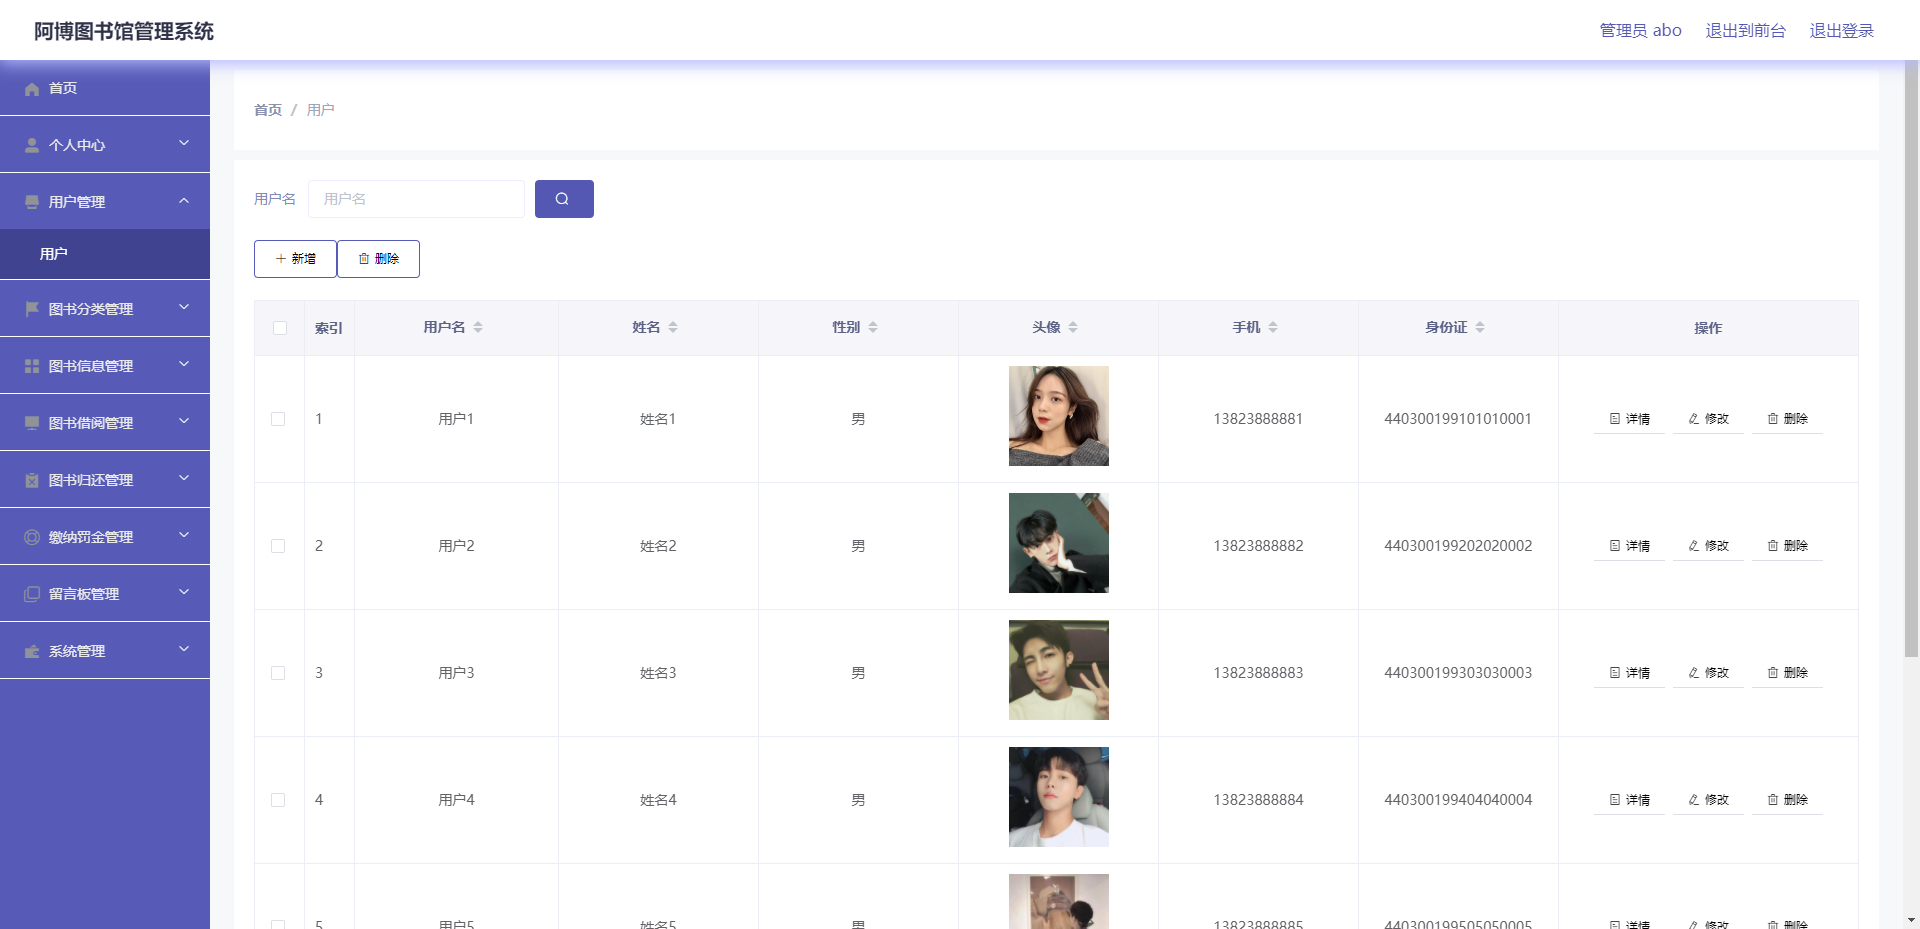 阿博图书馆管理系统
管理员 abo 退出到前台 退出登录
首页
个人中心
用户管理
用户
图书分类管理
图书信息管理
图书借阅管理
图书归还管理
缴纳罚金管理
留言板管理
系统管理
首页 / 用户
用户名 用户名
新增 删除
索引 用户名 姓名 性别 头像 手机 身份证 操作
1 用户1 姓名1 男 13823888881 440300199101010001 详情 修改 删除
2 用户2 姓名2 男 13823888882 440300199202020002 详情 修改 删除
3 用户3 姓名3 男 13823888883 440300199303030003 详情 修改 删除
4 用户4 姓名4 男 13823888884 440300199404040004 详情 修改 删除
5 用户5 姓名5 男 13823888885 440300199505050005 详情 修改 删除